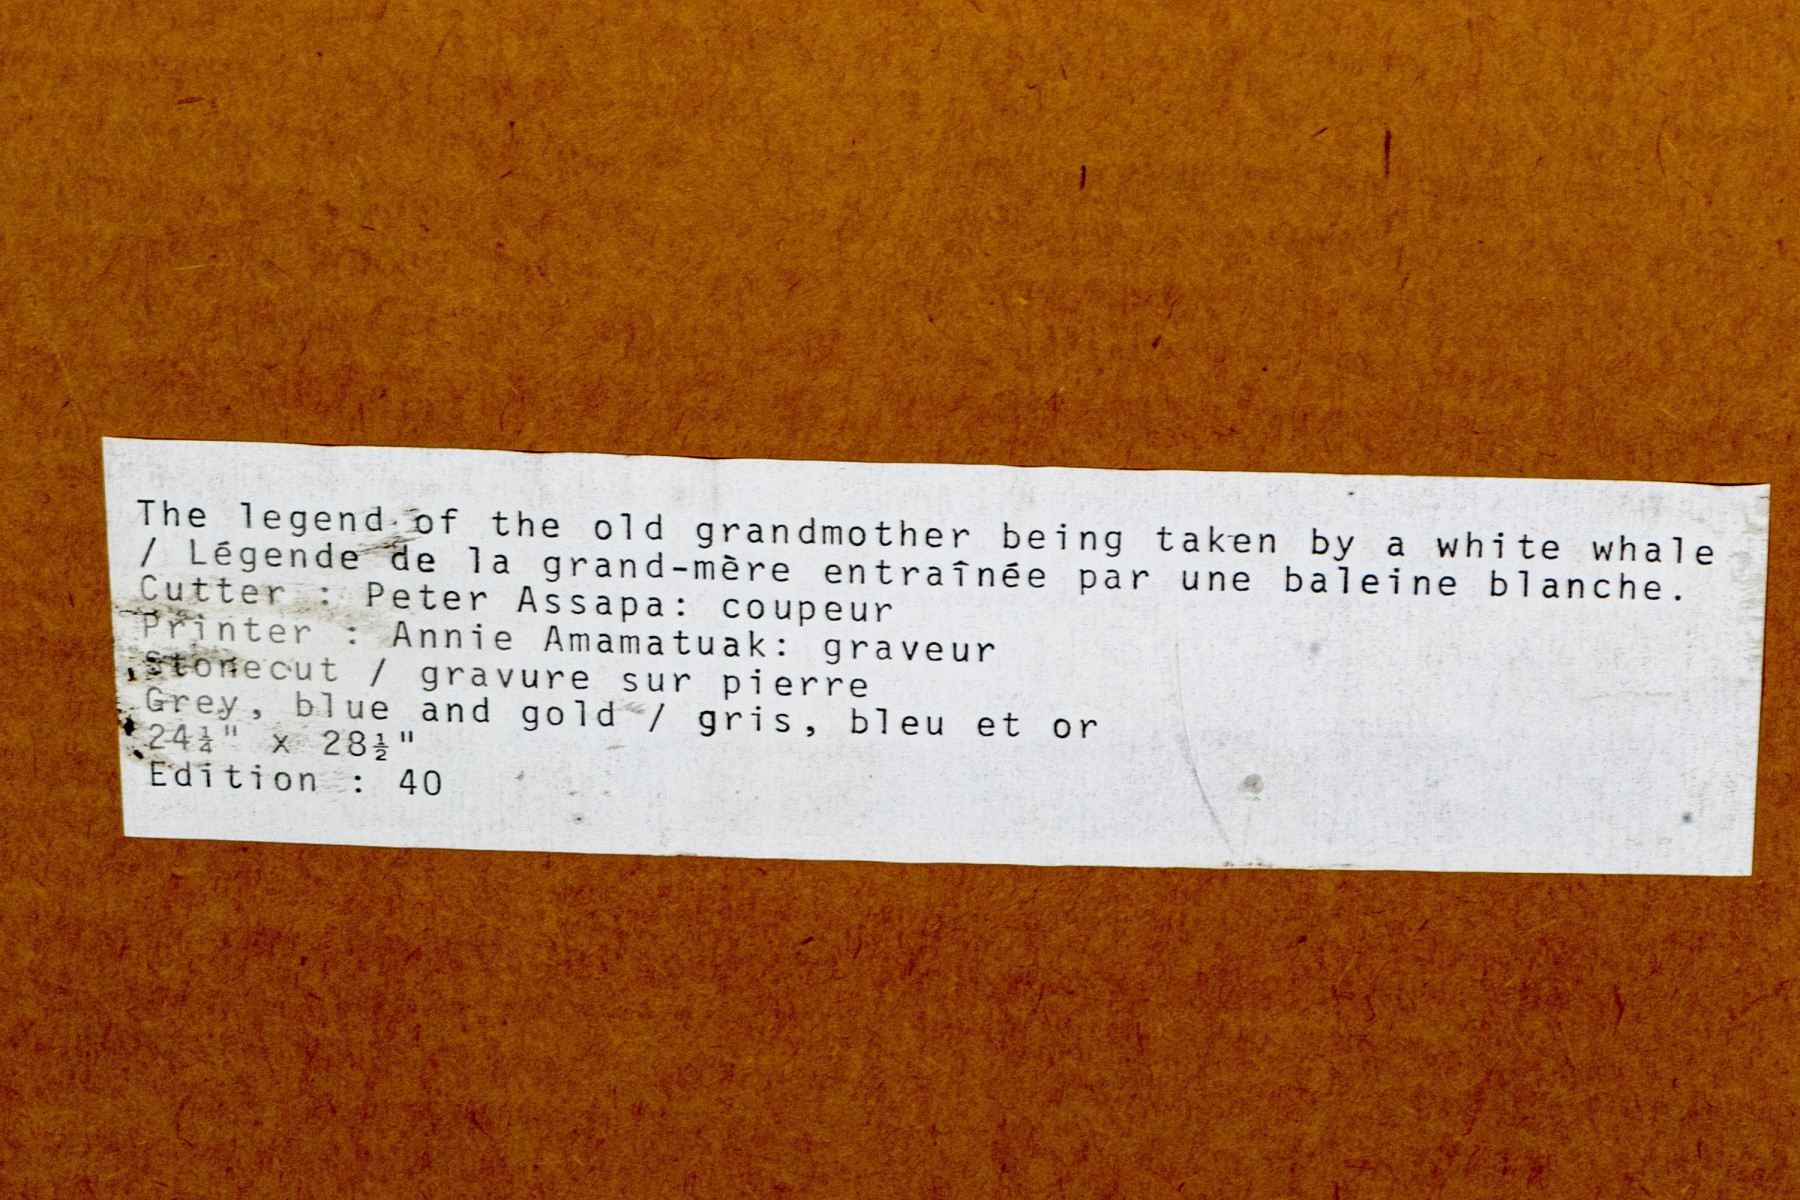 The legend of the old grandmother being taken by a white whale
/ Légende de la grand-mère entraînée par une baleine blanche.
Cutter : Peter Assapa: coupeur
Printer : Annie Amamatuak: graveur
Stonecut / gravure sur pierre
Grey, blue and gold / gris, bleu et or
24¼" x 28½"
Edition : 40